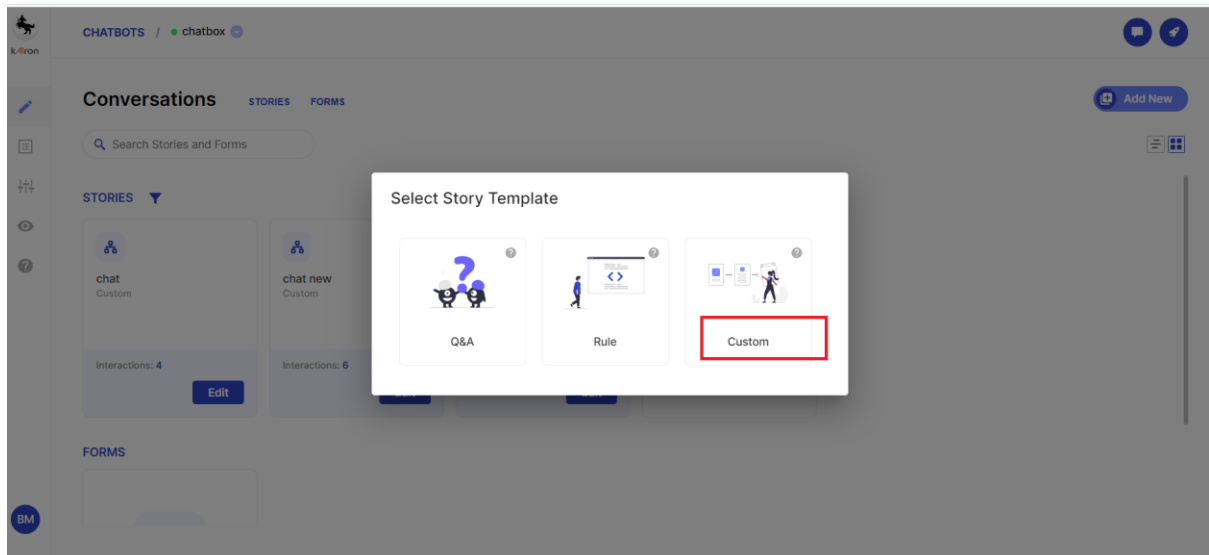 kAIron
CHATBOTS / chatbox
Conversations STORIES FORMS
Add New
Search Stories and Forms
STORIES
Select Story Template
chat
Custom
chat new
Custom
Q&A
Rule
Custom
Interactions: 4
Interactions: 6
Edit
FORMS
BM